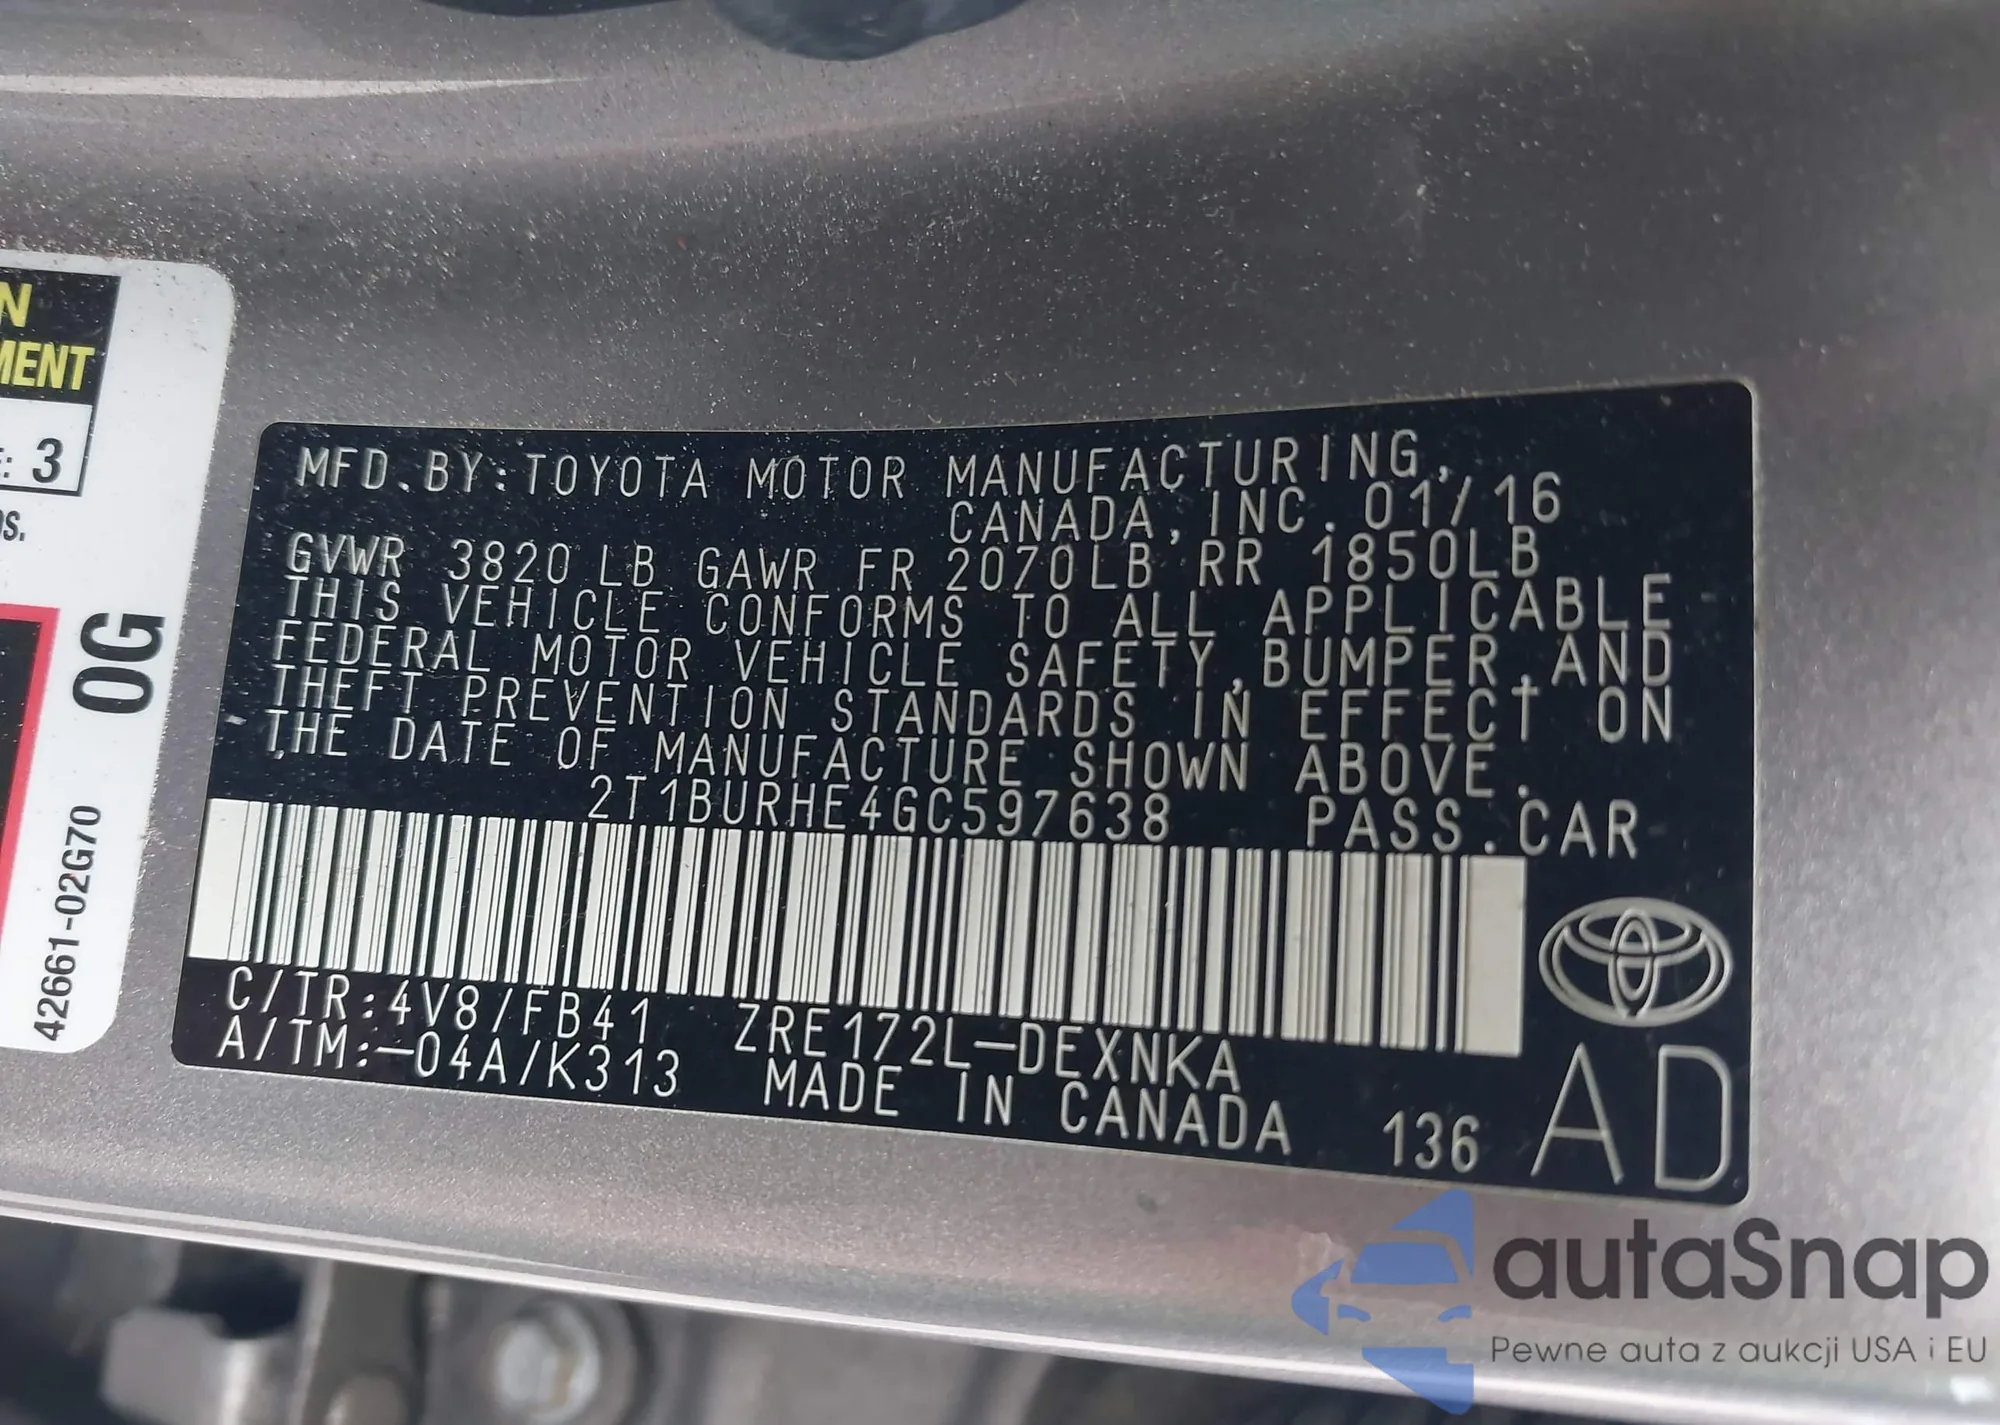 N
MENT
: 3
s.
0G
42661-02G70
MFD.BY:TOYOTA MOTOR MANUFACTURING,
CANADA,INC.01/16
GVWR 3820 LB GAWR FR 2070LB RR 1850LB
THIS VEHICLE CONFORMS TO ALL APPLICABLE
FEDERAL MOTOR VEHICLE SAFETY,BUMPER,AND
THEFT PREVENTION STANDARDS IN EFFECT ON
THE DATE OF MANUFACTURE SHOWN ABOVE.
2T1BURHE4GC597638 PASS.CAR
C/TR:4V8/FB41 ZRE172L-DEXNKA
A/TM:-04A/K313 MADE IN CANADA 136 AD
autaSnap
Pewne auta z aukcji USA i EU